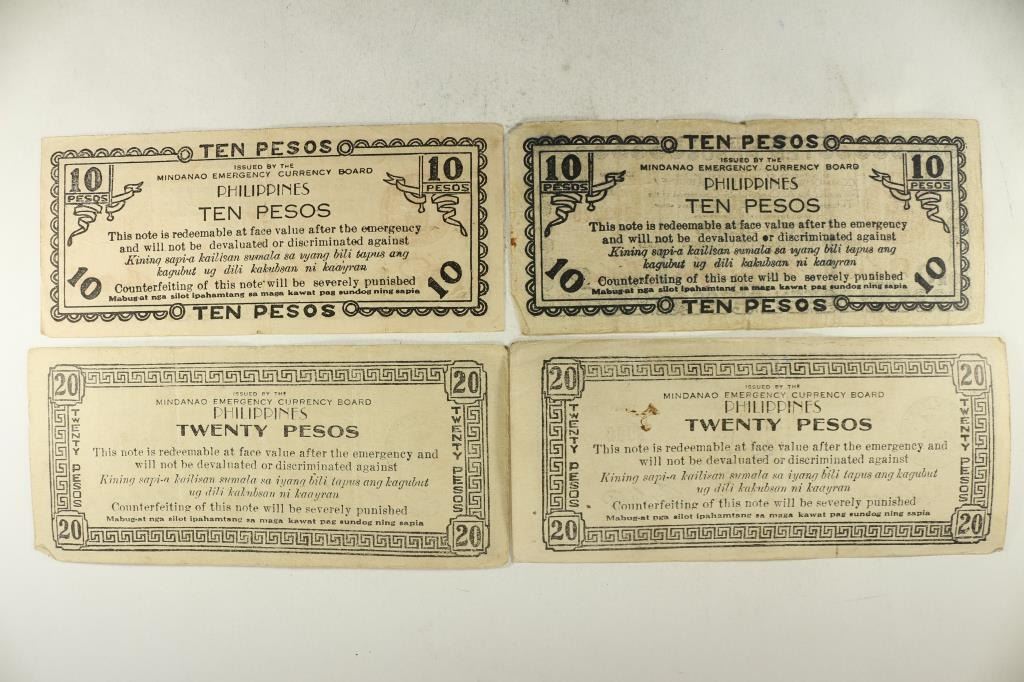 TEN PESOS
10 PESOS
10 PESOS
ISSUED BY THE
MINDANAO EMERGENCY CURRENCY BOARD
PHILIPPINES
TEN PESOS
This note is redeemable at face value after the emergency
and will not be devaluated or discriminated against
Kining sapi-a kailisan sumala sa iyang bili tapus ang
kagubut ug dili kakubsan ni kaayran
Counterfeiting of this note will be severely punished
Mabug-at nga silot ipahamtang sa maga kawat pag sundog ning sapia
10
10
TEN PESOS
TEN PESOS
10 PESOS
10 PESOS
ISSUED BY THE
MINDANAO EMERGENCY CURRENCY BOARD
PHILIPPINES
TEN PESOS
This note is redeemable at face value after the emergency
and will not be devaluated or discriminated against
Kining sapi-a kailisan sumala sa iyang bili tapus ang
kagubut ug dili kakubsan ni kaayran
Counterfeiting of this note will be severely punished
Mabug-at nga silot ipahamtang sa maga kawat pag sundog ning sapia
10
10
TEN PESOS
20
20
ISSUED BY THE
MINDANAO EMERGENCY CURRENCY BOARD
PHILIPPINES
TWENTY PESOS
TWENTY PESOS
TWENTY PESOS
This note is redeemable at face value after the emergency and
will not be devaluated or discriminated against
Kining sapi-a kailisan sumala sa iyang bili tapus ang kagubut
ug dili kakubsan ni kaayran
Counterfeiting of this note will be severely punished
Mabug-at nga silot ipahamtang sa maga kawat pag sundog ning sapia
20
20
20
20
ISSUED BY THE
MINDANAO EMERGENCY CURRENCY BOARD
PHILIPPINES
TWENTY PESOS
TWENTY PESOS
TWENTY PESOS
This note is redeemable at face value after the emergency and
will not be devaluated or discriminated against
Kining sapi-a kailisan sumala sa iyang bili tapus ang kagubut
ug dili kakubsan ni kaayran
Counterfeiting of this note will be severely punished
Mabug-at nga silot ipahamtang sa maga kawat pag sundog ning sapia
20
20